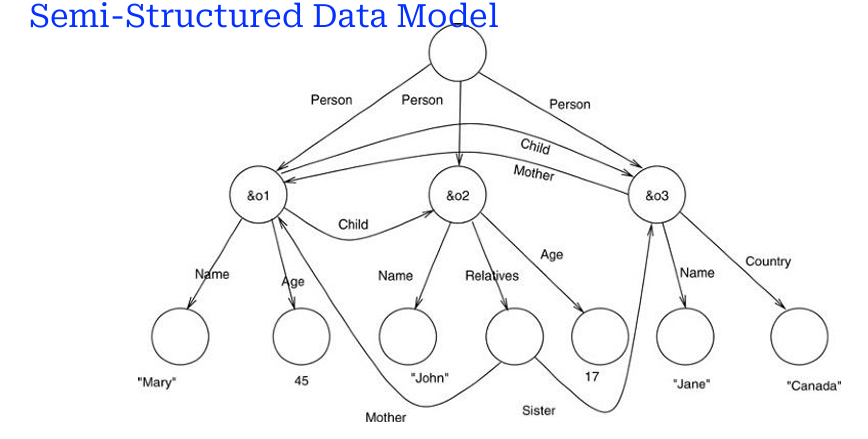 Semi-Structured Data Model
Person
Person
Person
Child
Mother
&o1
&o2
&o3
Child
Name
Age
Name
Relatives
Age
Name
Country
"Mary"
45
"John"
17
"Jane"
"Canada"
Mother
Sister